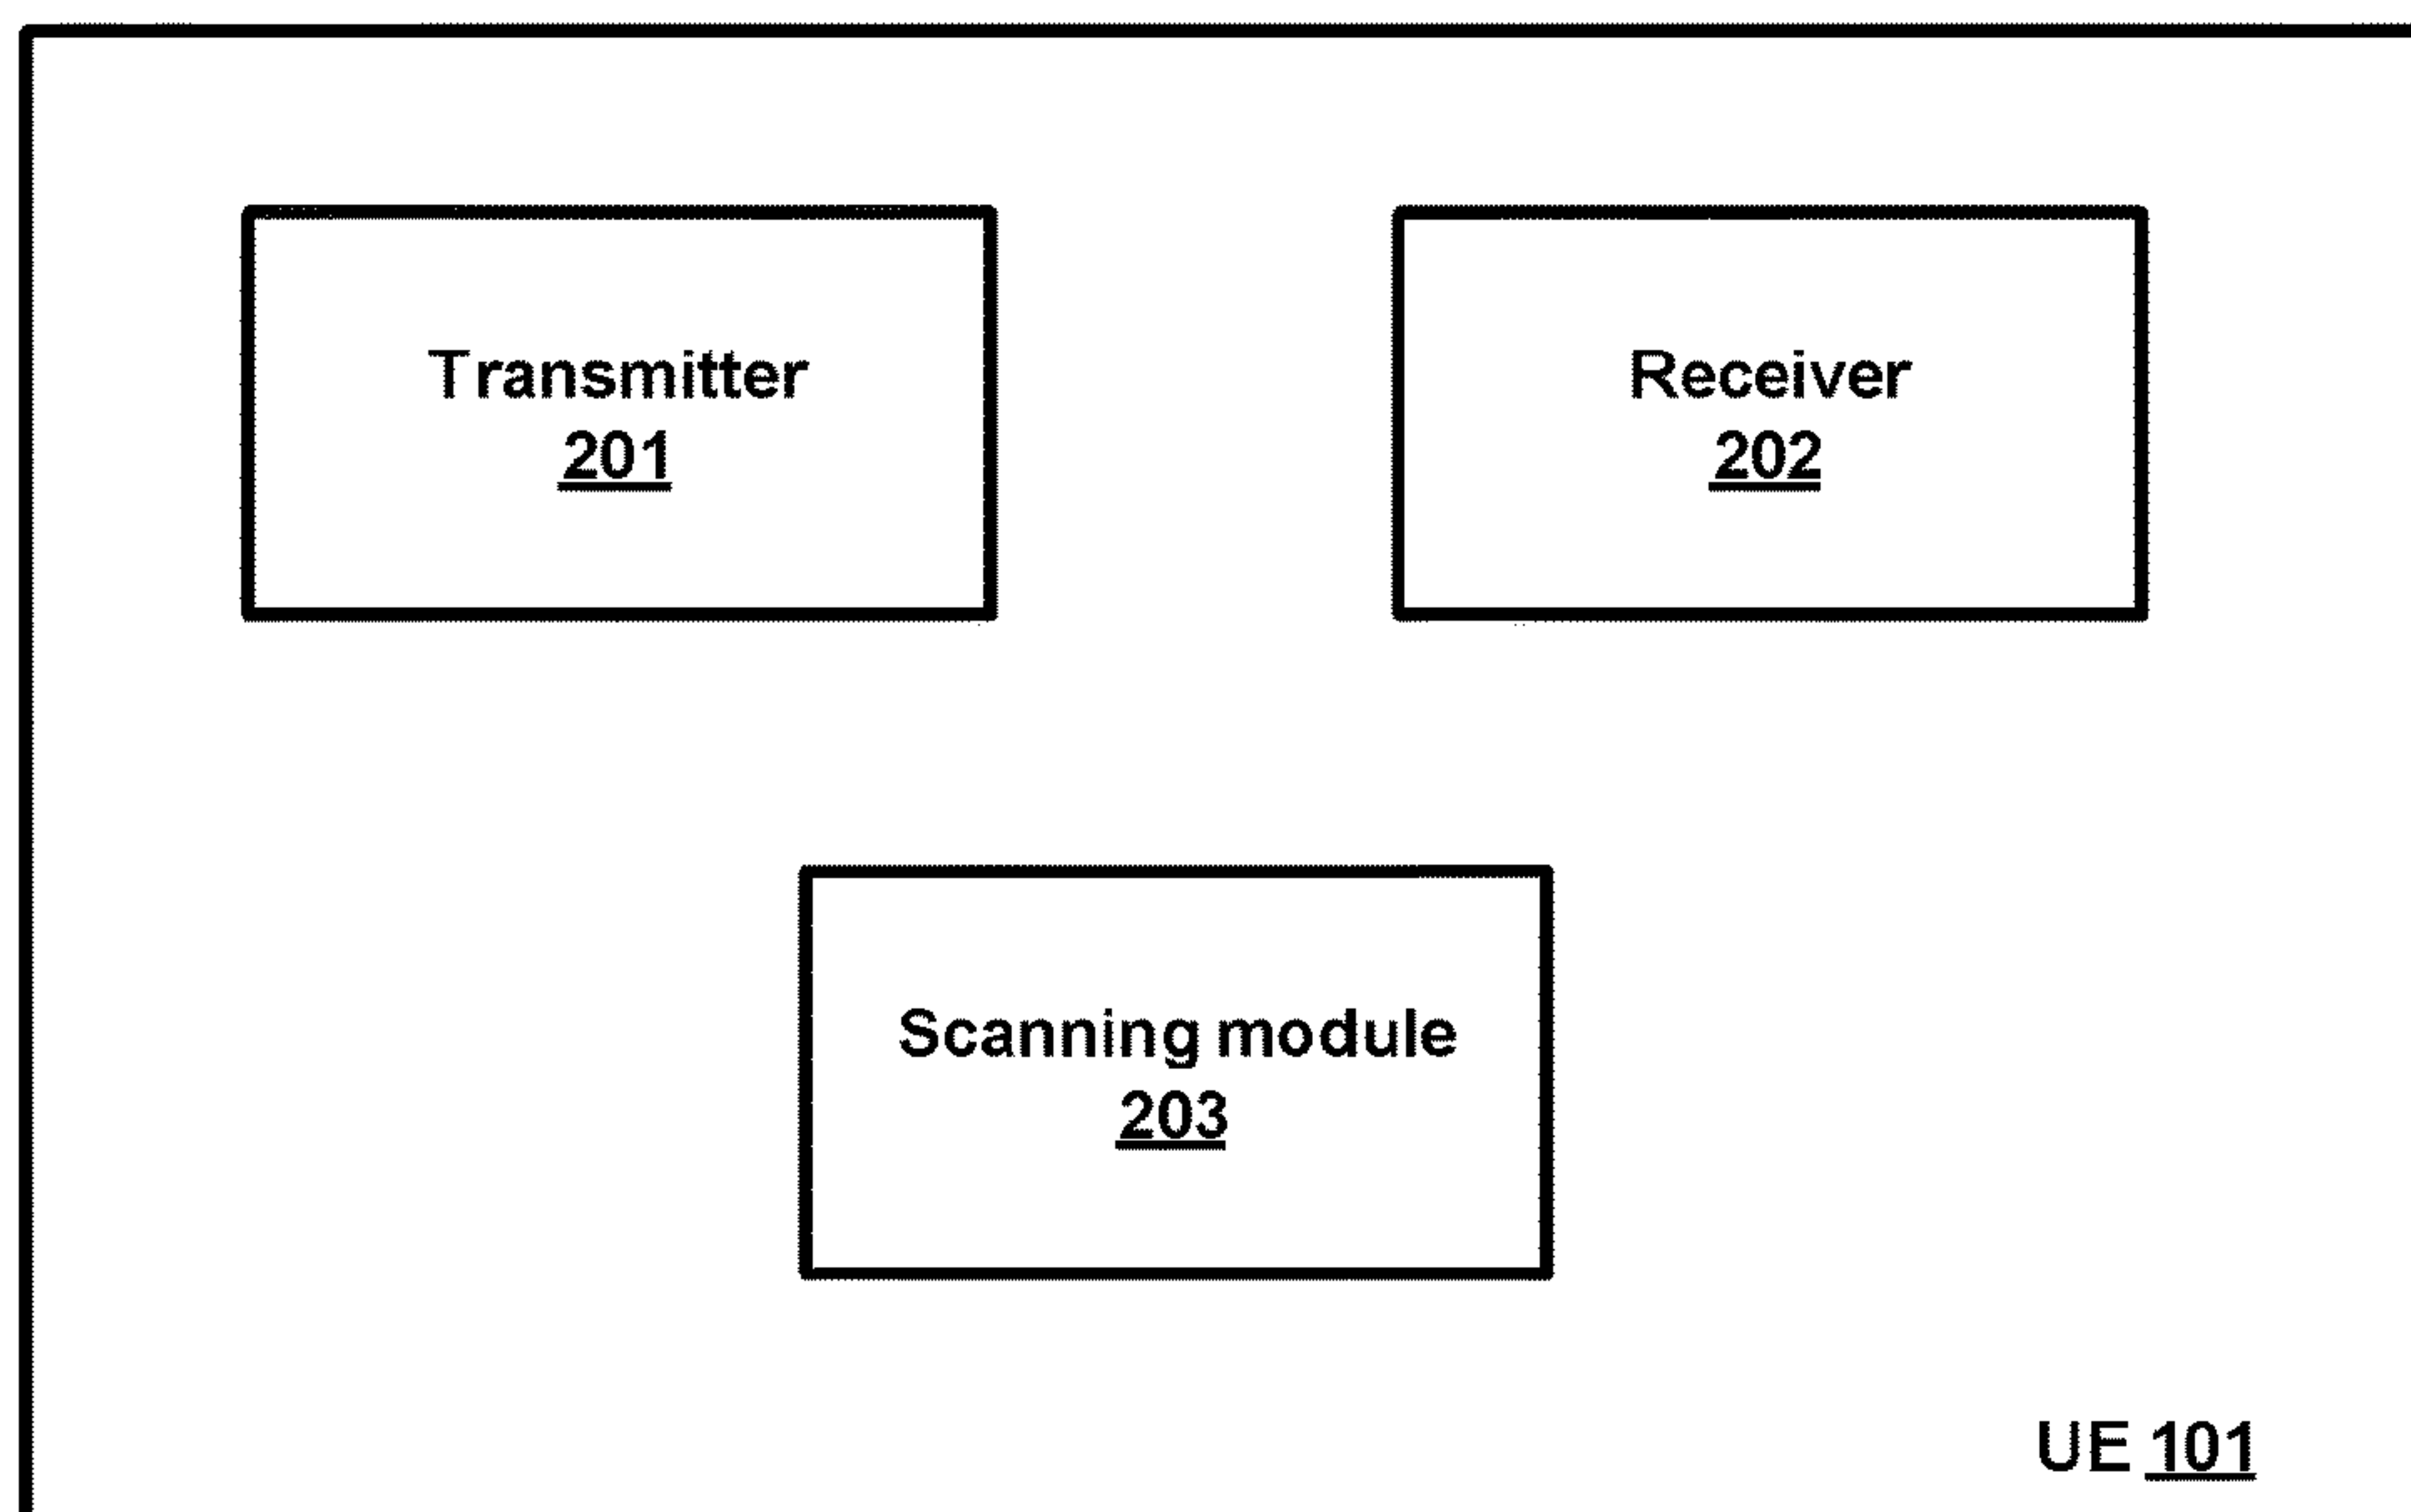 Transmitter
201
Receiver
202
Scanning module
203
UE 101